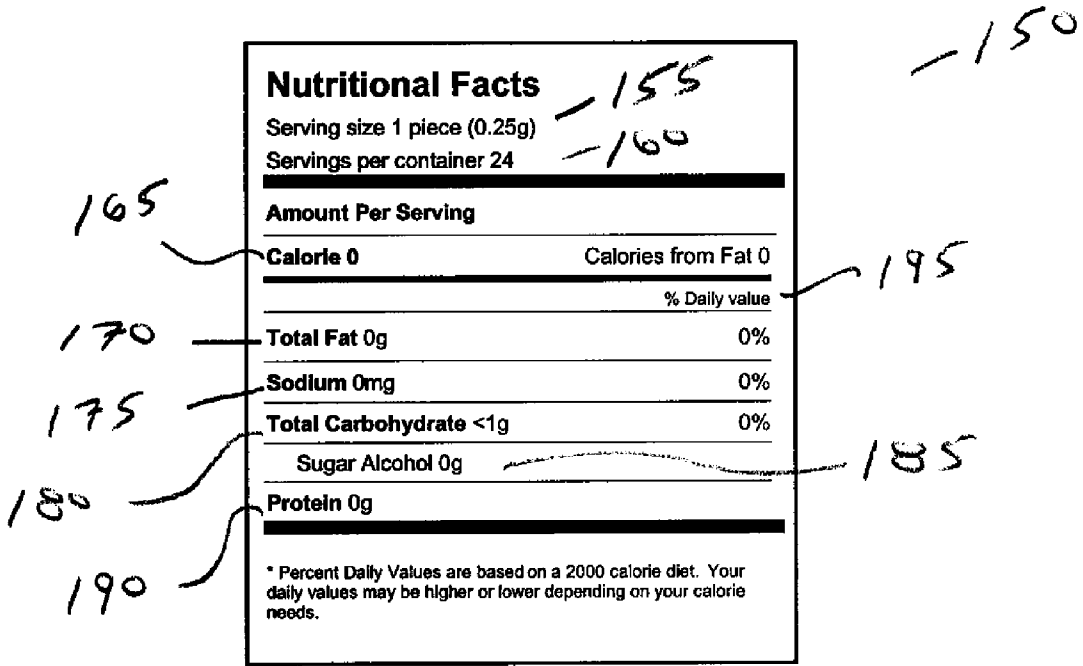 150
Nutritional Facts
155
Serving size 1 piece (0.25g)
160
Servings per container 24
165
Amount Per Serving
Calorie 0 Calories from Fat 0
195
% Daily value
170
Total Fat 0g 0%
175
Sodium 0mg 0%
Total Carbohydrate <1g 0%
180
Sugar Alcohol 0g
185
190
Protein 0g
* Percent Daily Values are based on a 2000 calorie diet. Your
daily values may be higher or lower depending on your calorie
needs.